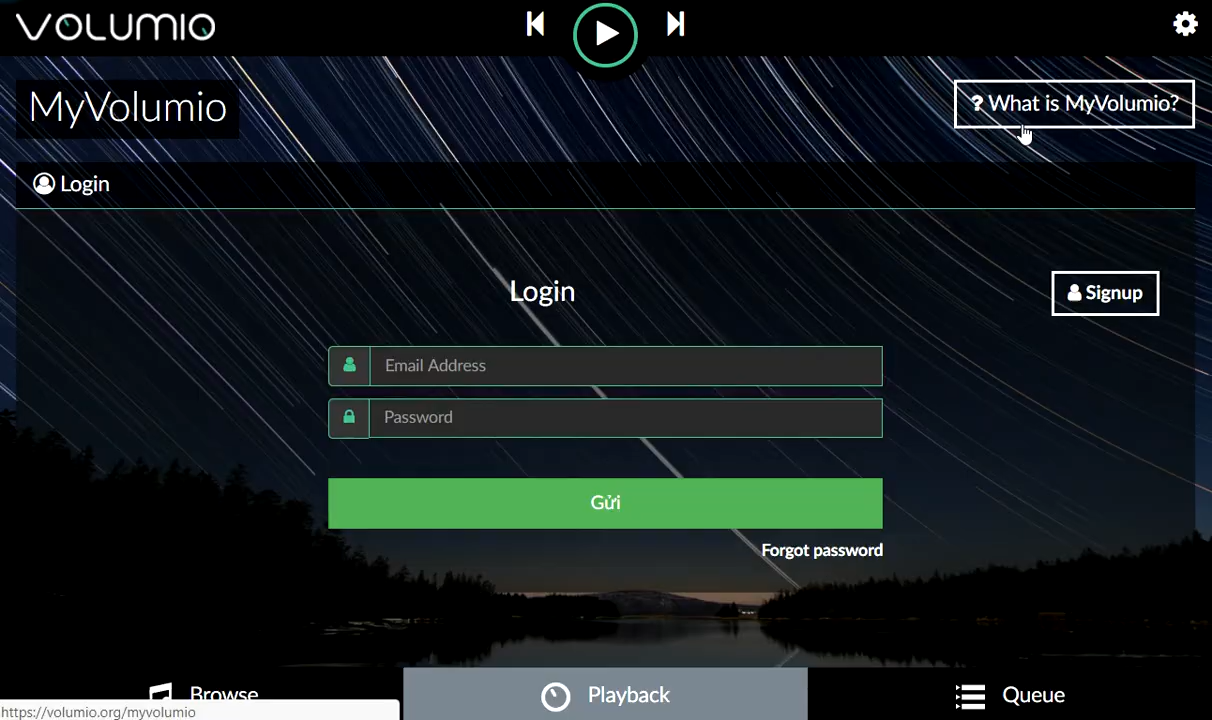 VOLUMIO
MyVolumio
? What is MyVolumio?
Login
Login
Signup
Email Address
Password
Gửi
Forgot password
Browse
Playback
Queue
https://volumio.org/myvolumio